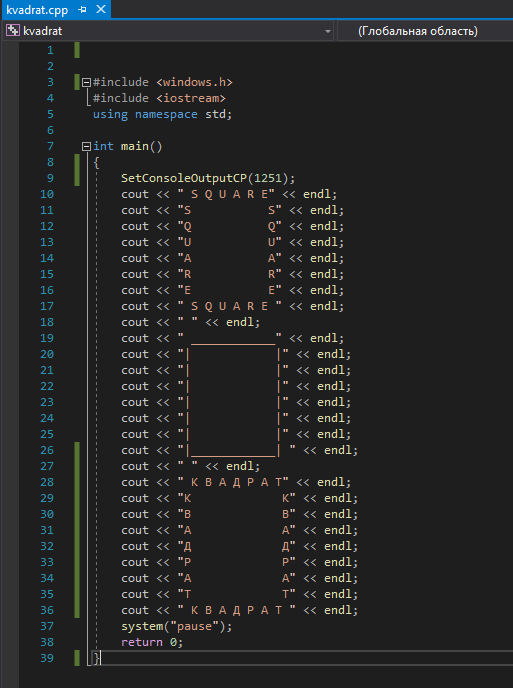 kvadrat.cpp
kvadrat (Глобальная область)
1
2
3 #include <windows.h>
4 #include <iostream>
5 using namespace std;
6
7 int main()
8 {
9 SetConsoleOutputCP(1251);
10 cout << " S Q U A R E" << endl;
11 cout << "S           S" << endl;
12 cout << "Q           Q" << endl;
13 cout << "U           U" << endl;
14 cout << "A           A" << endl;
15 cout << "R           R" << endl;
16 cout << "E           E" << endl;
17 cout << " S Q U A R E " << endl;
18 cout << " " << endl;
19 cout << " ____________" << endl;
20 cout << "|            |" << endl;
21 cout << "|            |" << endl;
22 cout << "|            |" << endl;
23 cout << "|            |" << endl;
24 cout << "|            |" << endl;
25 cout << "|            |" << endl;
26 cout << "|____________| " << endl;
27 cout << " " << endl;
28 cout << " К В А Д Р А Т" << endl;
29 cout << "К             К" << endl;
30 cout << "В             В" << endl;
31 cout << "А             А" << endl;
32 cout << "Д             Д" << endl;
33 cout << "Р             Р" << endl;
34 cout << "А             А" << endl;
35 cout << "Т             Т" << endl;
36 cout << " К В А Д Р А Т " << endl;
37 system("pause");
38 return 0;
39 }